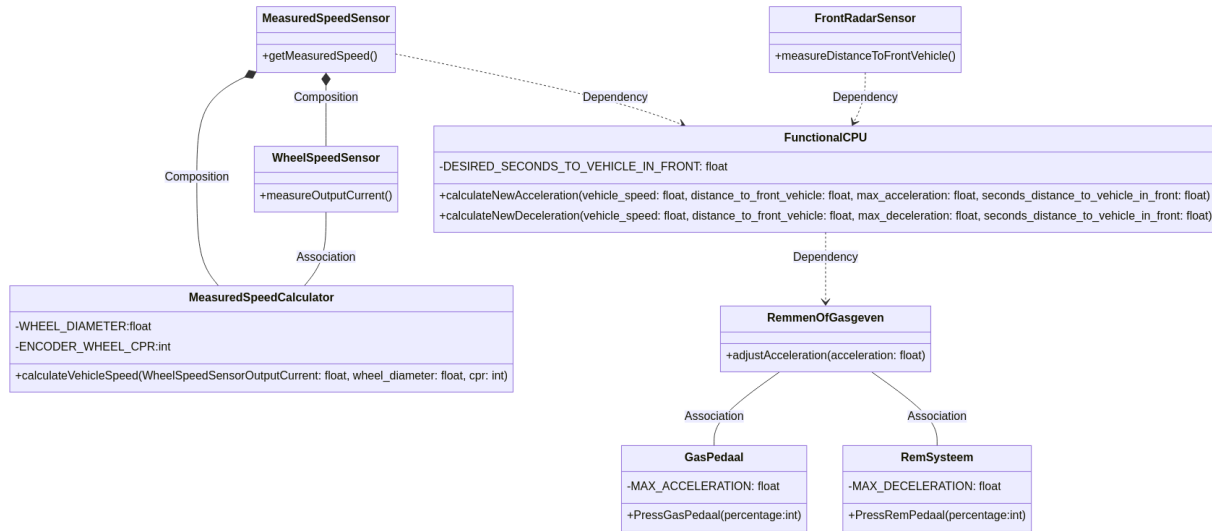 MeasuredSpeedSensor
+getMeasuredSpeed()
FrontRadarSensor
+measureDistanceToFrontVehicle()
Composition
Dependency
Dependency
FunctionalCPU
-DESIRED_SECONDS_TO_VEHICLE_IN_FRONT: float
+calculateNewAcceleration(vehicle_speed: float, distance_to_front_vehicle: float, max_acceleration: float, seconds_distance_to_vehicle_in_front: float)
+calculateNewDeceleration(vehicle_speed: float, distance_to_front_vehicle: float, max_deceleration: float, seconds_distance_to_vehicle_in_front: float)
WheelSpeedSensor
+measureOutputCurrent()
Composition
Association
Dependency
MeasuredSpeedCalculator
-WHEEL_DIAMETER:float
-ENCODER_WHEEL_CPR:int
+calculateVehicleSpeed(WheelSpeedSensorOutputCurrent: float, wheel_diameter: float, cpr: int)
RemmenOfGasgeven
+adjustAcceleration(acceleration: float)
Association
Association
GasPedaal
-MAX_ACCELERATION: float
+PressGasPedaal(percentage:int)
RemSysteem
-MAX_DECELERATION: float
+PressRemPedaal(percentage:int)